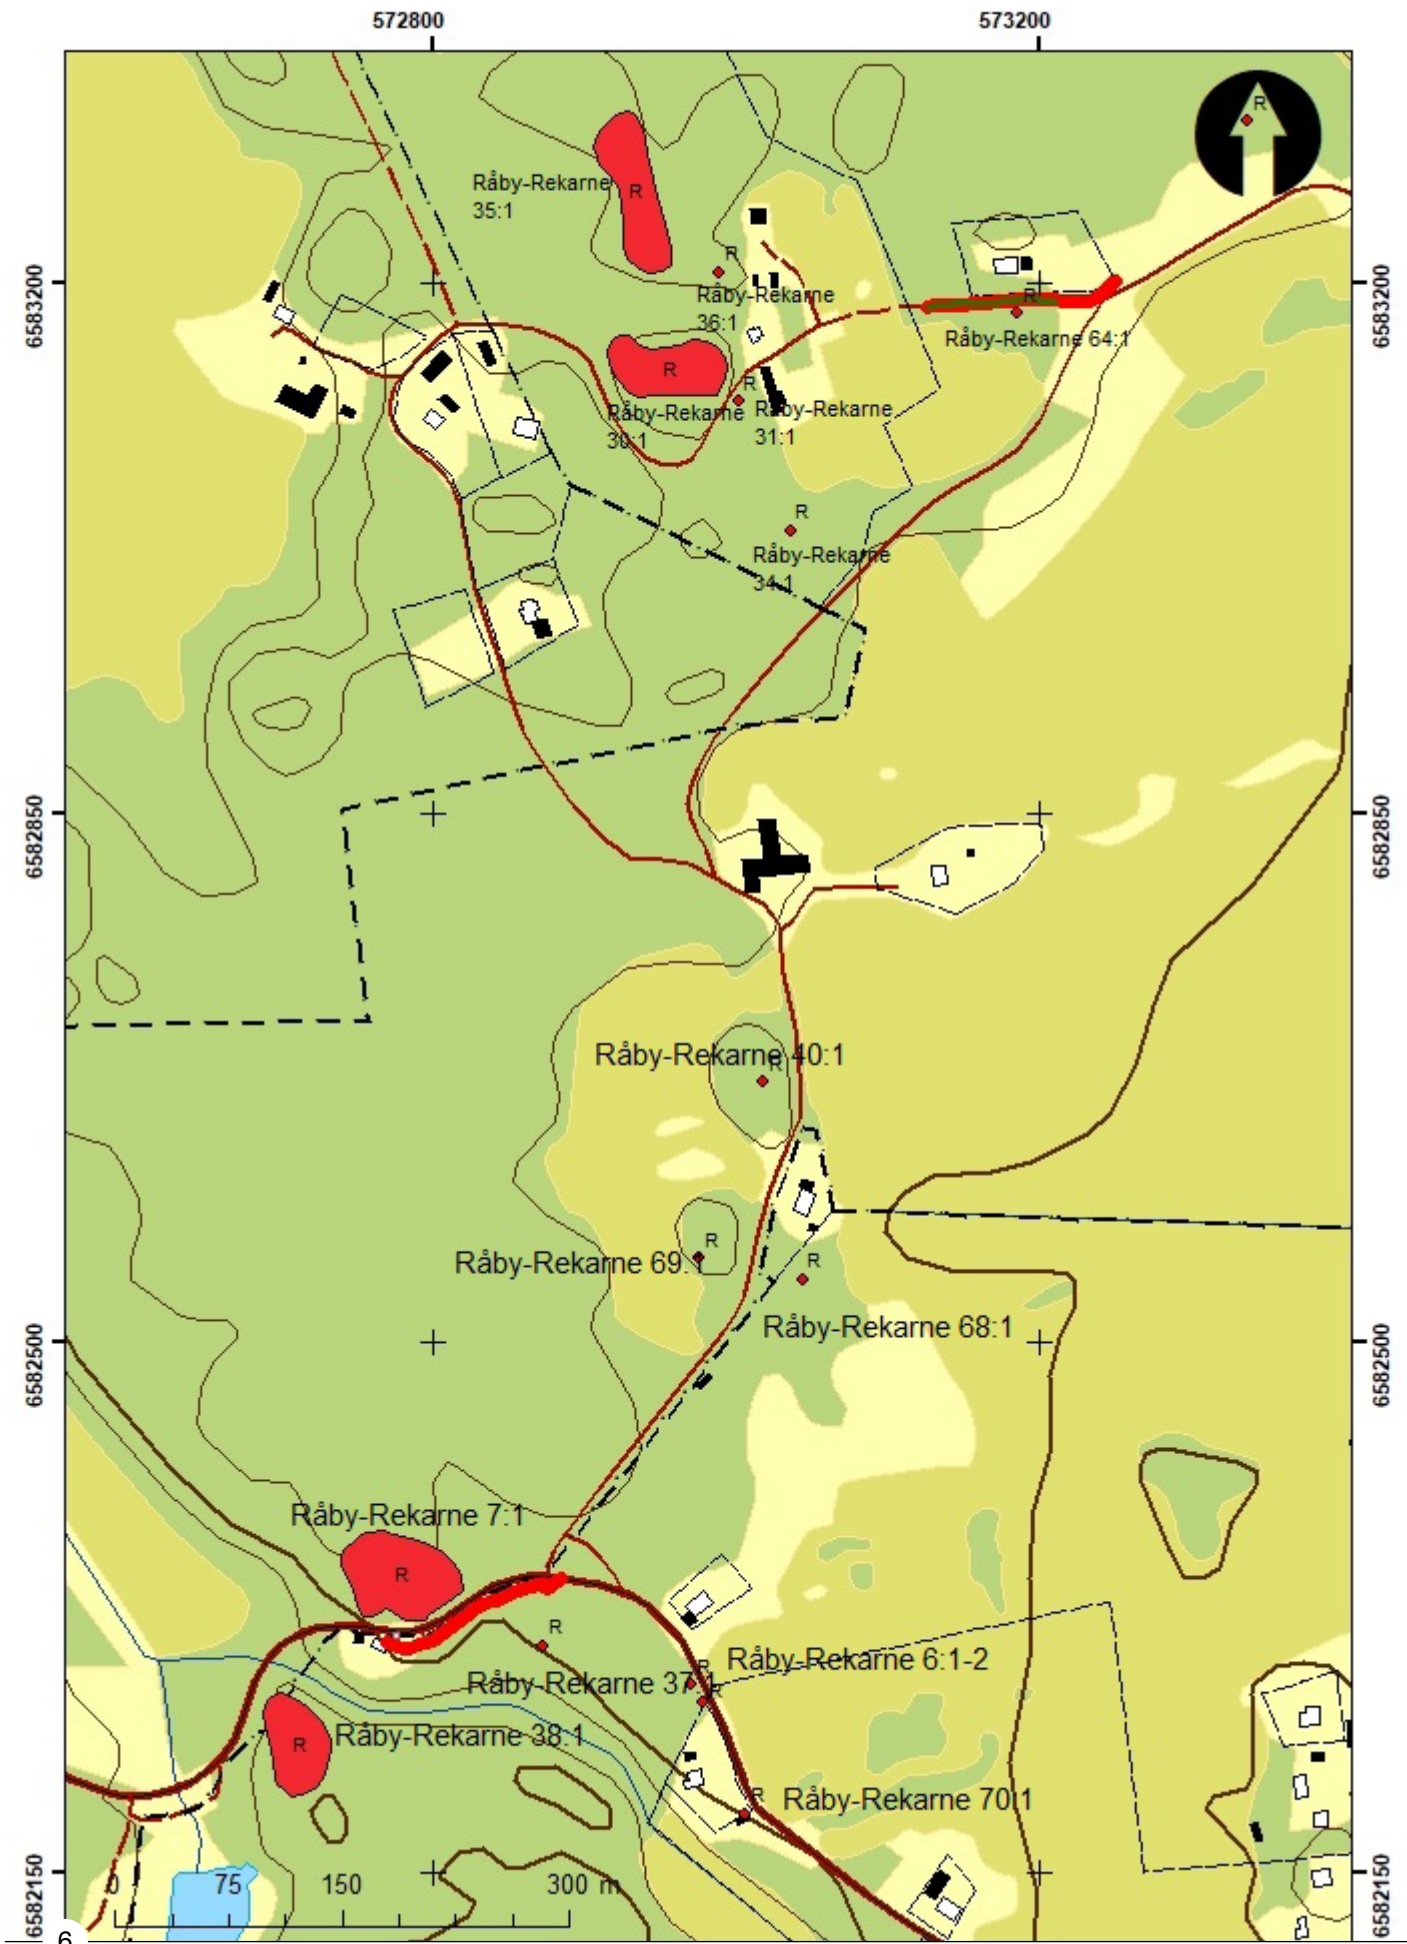 572800 573200
R
Råby-Rekarne
35:1
R
R
Råby-Rekarne
36:1
R
Råby-Rekarne 64:1
6583200
6583200
R
Råby-Rekarne
30:1
R
Råby-Rekarne
31:1
R
Råby-Rekarne
34:1
6582850
6582850
Råby-Rekarne 40:1
R
R
Råby-Rekarne 69:1
R
Råby-Rekarne 68:1
6582500
6582500
Råby-Rekarne 7:1
R
R
Råby-Rekarne 37:1
R
R
Råby-Rekarne 6:1-2
Råby-Rekarne 38:1
R
R
Råby-Rekarne 70:1
6582150
6582150
0 75 150 300 m
6